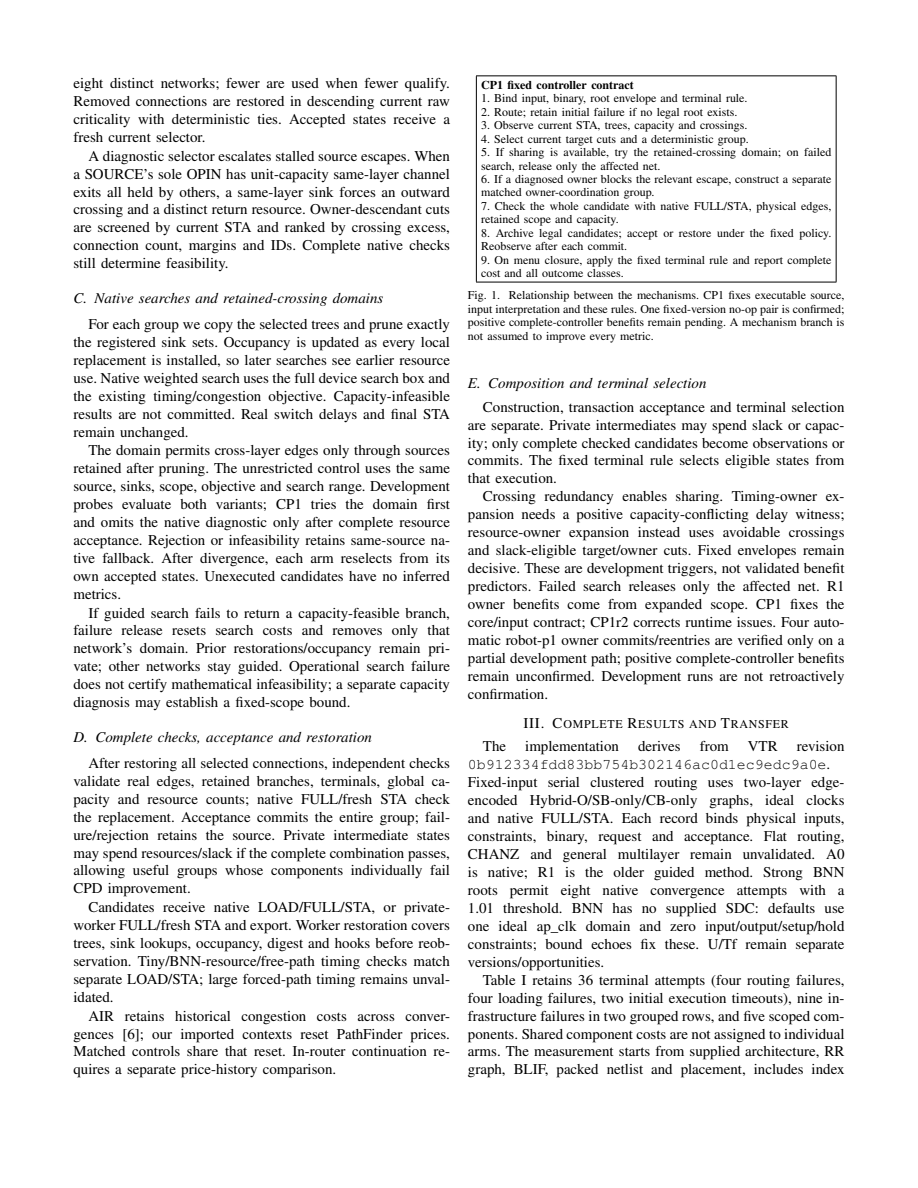 eight distinct networks; fewer are used when fewer qualify.
Removed connections are restored in descending current raw
criticality with deterministic ties. Accepted states receive a
fresh current selector.
A diagnostic selector escalates stalled source escapes. When
a SOURCE's sole OPIN has unit-capacity same-layer channel
exits all held by others, a same-layer sink forces an outward
crossing and a distinct return resource. Owner-descendant cuts
are screened by current STA and ranked by crossing excess,
connection count, margins and IDs. Complete native checks
still determine feasibility.
C. Native searches and retained-crossing domains
For each group we copy the selected trees and prune exactly
the registered sink sets. Occupancy is updated as every local
replacement is installed, so later searches see earlier resource
use. Native weighted search uses the full device search box and
the existing timing/congestion objective. Capacity-infeasible
results are not committed. Real switch delays and final STA
remain unchanged.
The domain permits cross-layer edges only through sources
retained after pruning. The unrestricted control uses the same
source, sinks, scope, objective and search range. Development
probes evaluate both variants; CP1 tries the domain first
and omits the native diagnostic only after complete resource
acceptance. Rejection or infeasibility retains same-source na-
tive fallback. After divergence, each arm reselects from its
own accepted states. Unexecuted candidates have no inferred
metrics.
If guided search fails to return a capacity-feasible branch,
failure release resets search costs and removes only that
network's domain. Prior restorations/occupancy remain pri-
vate; other networks stay guided. Operational search failure
does not certify mathematical infeasibility; a separate capacity
diagnosis may establish a fixed-scope bound.
D. Complete checks, acceptance and restoration
After restoring all selected connections, independent checks
validate real edges, retained branches, terminals, global ca-
pacity and resource counts; native FULL/fresh STA check
the replacement. Acceptance commits the entire group; fail-
ure/rejection retains the source. Private intermediate states
may spend resources/slack if the complete combination passes,
allowing useful groups whose components individually fail
CPD improvement.
Candidates receive native LOAD/FULL/STA, or private-
worker FULL/fresh STA and export. Worker restoration covers
trees, sink lookups, occupancy, digest and hooks before reob-
servation. Tiny/BNN-resource/free-path timing checks match
separate LOAD/STA; large forced-path timing remains unval-
idated.
AIR retains historical congestion costs across conver-
gences [6]; our imported contexts reset PathFinder prices.
Matched controls share that reset. In-router continuation re-
quires a separate price-history comparison.
CP1 fixed controller contract
1. Bind input, binary, root envelope and terminal rule.
2. Route; retain initial failure if no legal root exists.
3. Observe current STA, trees, capacity and crossings.
4. Select current target cuts and a deterministic group.
5. If sharing is available, try the retained-crossing domain; on failed
search, release only the affected net.
6. If a diagnosed owner blocks the relevant escape, construct a separate
matched owner-coordination group.
7. Check the whole candidate with native FULL/STA, physical edges,
retained scope and capacity.
8. Archive legal candidates; accept or restore under the fixed policy.
Reobserve after each commit.
9. On menu closure, apply the fixed terminal rule and report complete
cost and all outcome classes.
Fig. 1. Relationship between the mechanisms. CP1 fixes executable source,
input interpretation and these rules. One fixed-version no-op pair is confirmed;
positive complete-controller benefits remain pending. A mechanism branch is
not assumed to improve every metric.
E. Composition and terminal selection
Construction, transaction acceptance and terminal selection
are separate. Private intermediates may spend slack or capac-
ity; only complete checked candidates become observations or
commits. The fixed terminal rule selects eligible states from
that execution.
Crossing redundancy enables sharing. Timing-owner ex-
pansion needs a positive capacity-conflicting delay witness;
resource-owner expansion instead uses avoidable crossings
and slack-eligible target/owner cuts. Fixed envelopes remain
decisive. These are development triggers, not validated benefit
predictors. Failed search releases only the affected net. R1
owner benefits come from expanded scope. CP1 fixes the
core/input contract; CP1r2 corrects runtime issues. Four auto-
matic robot-p1 owner commits/reentries are verified only on a
partial development path; positive complete-controller benefits
remain unconfirmed. Development runs are not retroactively
confirmation.
III. COMPLETE RESULTS AND TRANSFER
The implementation derives from VTR revision
0b912334fdd83bb754b302146ac0d1ec9edc9a0e.
Fixed-input serial clustered routing uses two-layer edge-
encoded Hybrid-O/SB-only/CB-only graphs, ideal clocks
and native FULL/STA. Each record binds physical inputs,
constraints, binary, request and acceptance. Flat routing,
CHANZ and general multilayer remain unvalidated. A0
is native; R1 is the older guided method. Strong BNN
roots permit eight native convergence attempts with a
1.01 threshold. BNN has no supplied SDC: defaults use
one ideal ap_clk domain and zero input/output/setup/hold
constraints; bound echoes fix these. U/Tf remain separate
versions/opportunities.
Table I retains 36 terminal attempts (four routing failures,
four loading failures, two initial execution timeouts), nine in-
frastructure failures in two grouped rows, and five scoped com-
ponents. Shared component costs are not assigned to individual
arms. The measurement starts from supplied architecture, RR
graph, BLIF, packed netlist and placement, includes index